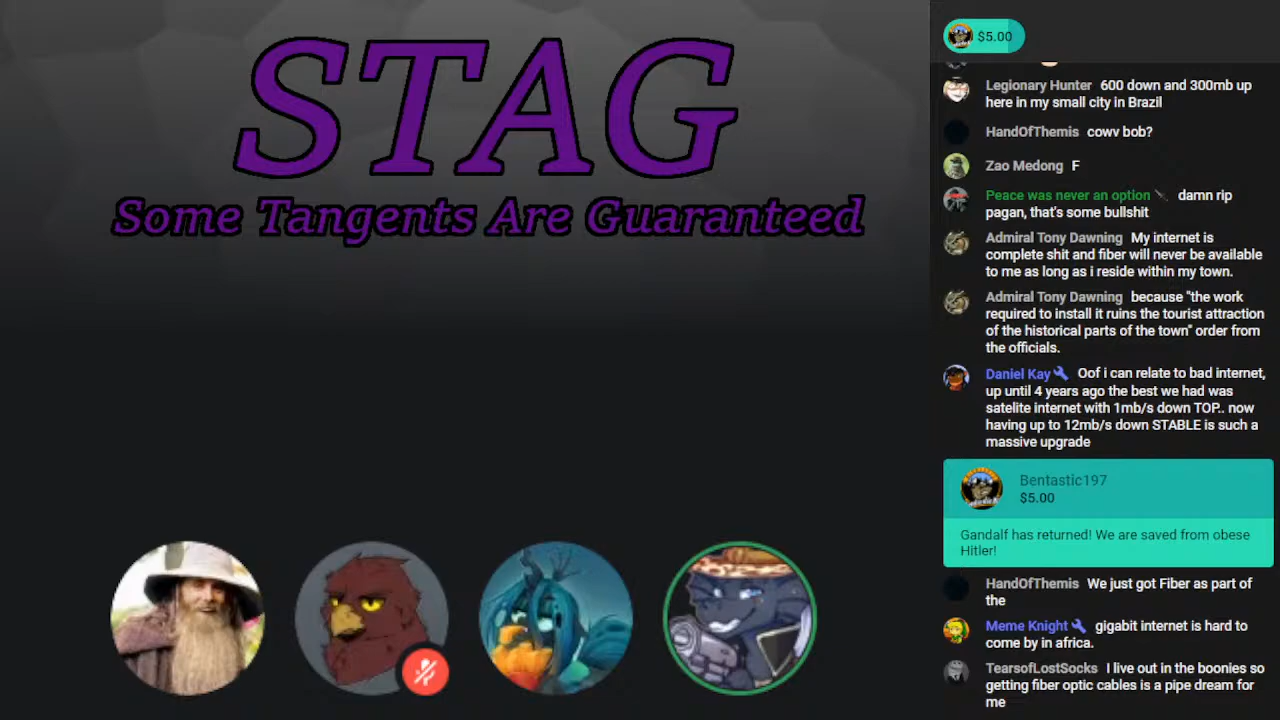 STAG
Some Tangents Are Guaranteed
$5.00
Legionary Hunter 600 down and 300mb up
here in my small city in Brazil
HandOfThemis cowv bob?
Zao Medong F
Peace was never an option damn rip
pagan, that's some bullshit
Admiral Tony Dawning My internet is
complete shit and fiber will never be available
to me as long as i reside within my town.
Admiral Tony Dawning because "the work
required to install it ruins the tourist attraction
of the historical parts of the town" order from
the officials.
Daniel Kay Oof i can relate to bad internet,
up until 4 years ago the best we had was
satelite internet with 1mb/s down TOP.. now
having up to 12mb/s down STABLE is such a
massive upgrade
Bentastic197
$5.00
Gandalf has returned! We are saved from obese
Hitler!
HandOfThemis We just got Fiber as part of
the
Meme Knight gigabit internet is hard to
come by in africa.
TearsofLostSocks I live out in the boonies so
getting fiber optic cables is a pipe dream for
me